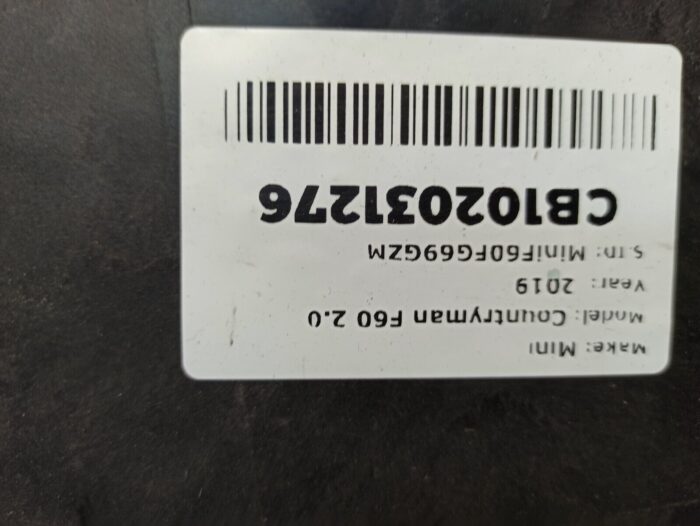 Make: Mini
Model: Countryman F60 2.0
Year: 2019
S.ID: MiniF60FG69GZM
CB102031276